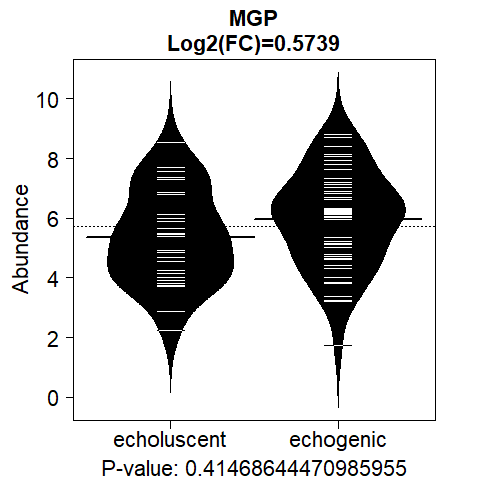 MGP
Log2(FC)=0.5739
10
8
6
4
2
0
Abundance
echoluscent echogenic
P-value: 0.41468644470985955